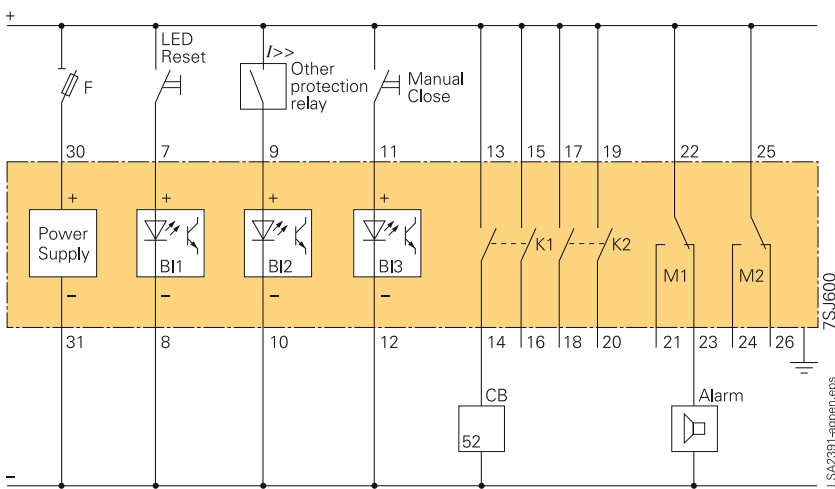 +
LED
Reset
F
I>>
Other
protection
relay
Manual
Close
30 7 9 11 13 15 17 19 22 25
+ + + +
Power
Supply
BI1 BI2 BI3
K1 K2
M1 M2
− − − −
7SJ600
31 8 10 12 14 16 18 20 21 23 24 26
CB
52
Alarm
LSA2391-agpen.eps
−